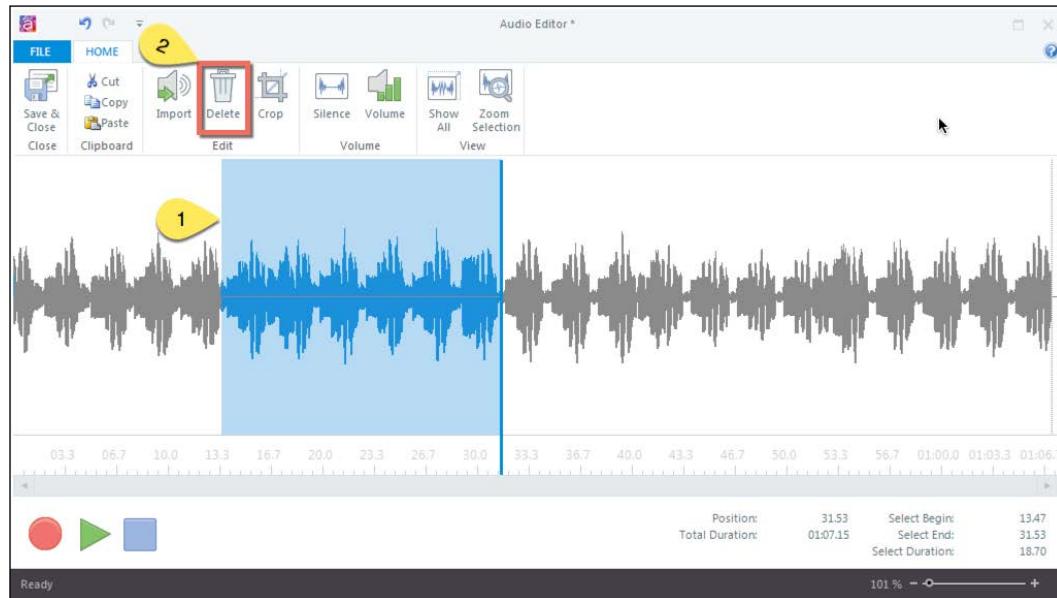 Audio Editor *
FILE HOME
2
Save & Close
Cut
Copy
Paste
Import Delete Crop Silence Volume Show All Zoom Selection
Close Clipboard Edit Volume View
1
03.3 06.7 10.0 13.3 16.7 20.0 23.3 26.7 30.0 33.3 36.7 40.0 43.3 46.7 50.0 53.3 56.7 01:00.0 01:03.3 01:06.
Position: 31.53 Select Begin: 13.47
Total Duration: 01:07.15 Select End: 31.53
Select Duration: 18.70
Ready 101 %